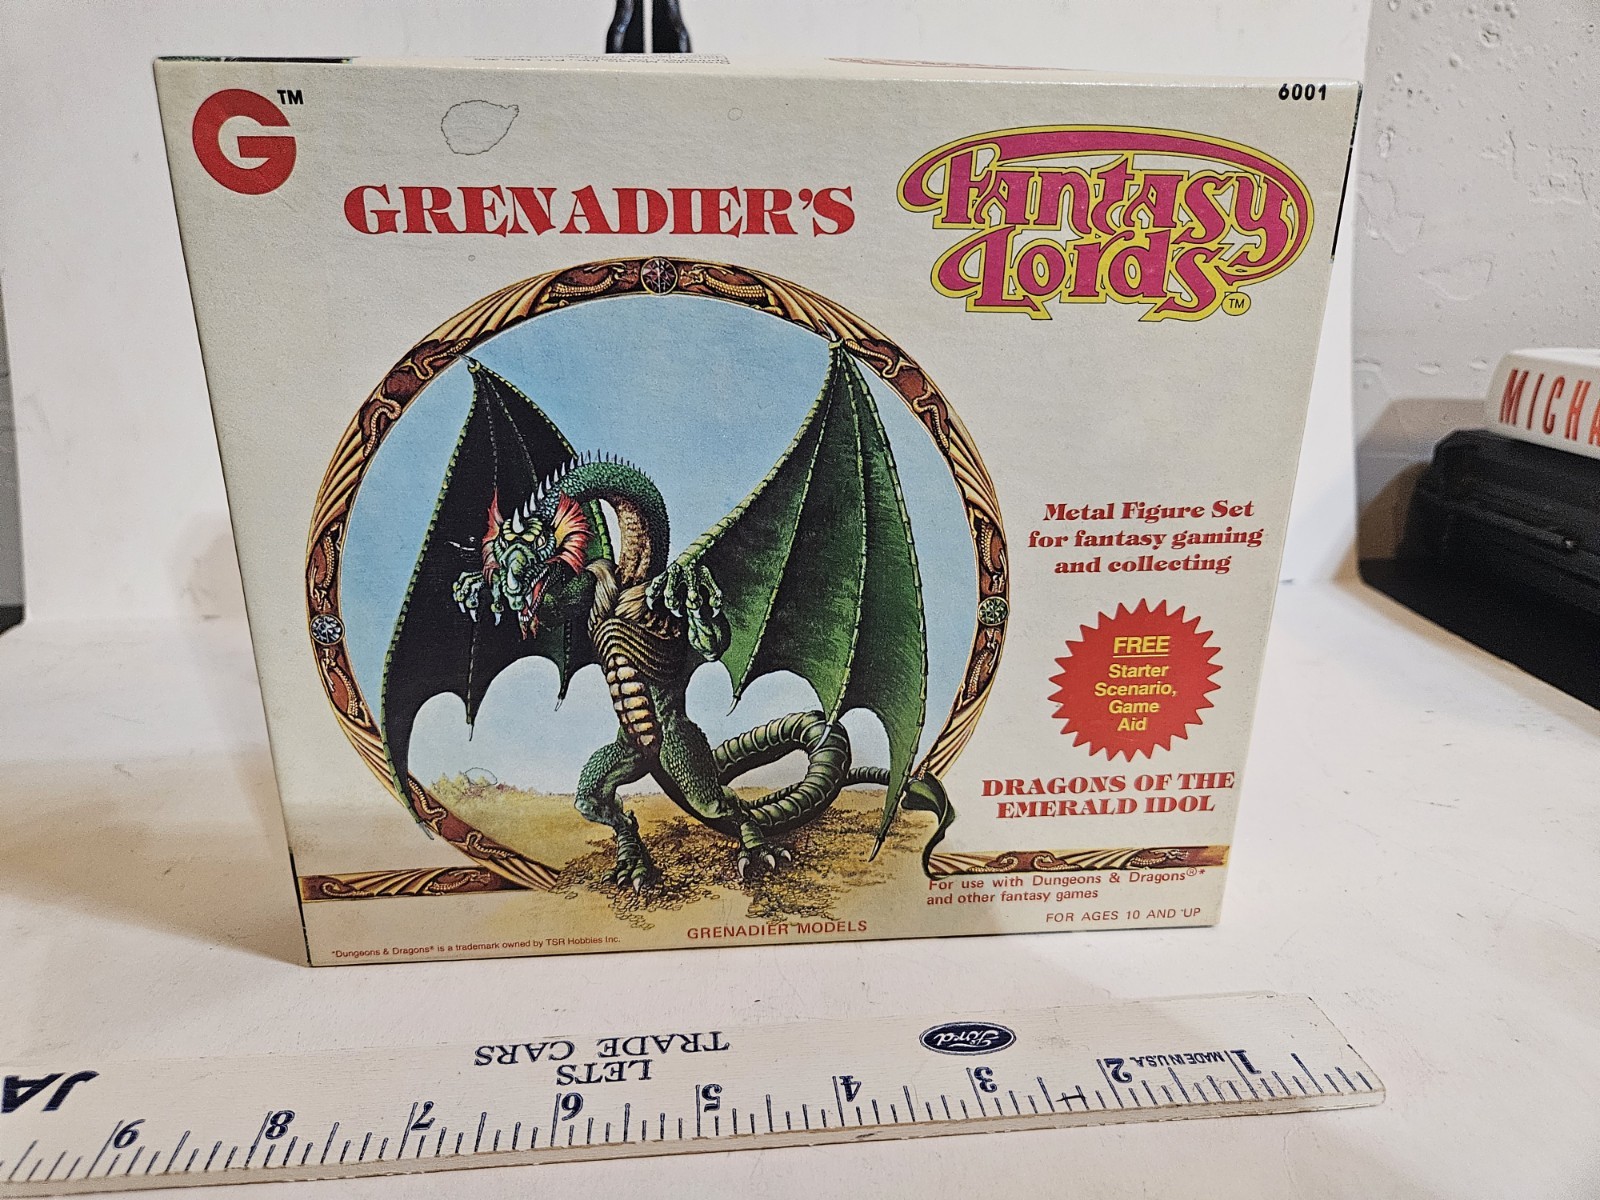 G™
6001
GRENADIER'S
Fantasy
Lords™
Metal Figure Set
for fantasy gaming
and collecting
FREE
Starter
Scenario,
Game
Aid
DRAGONS OF THE
EMERALD IDOL
For use with Dungeons & Dragons®*
and other fantasy games
FOR AGES 10 AND UP
GRENADIER MODELS
*Dungeons & Dragons® is a trademark owned by TSR Hobbies Inc.
MICHA
JA
LETS
TRADE CARS
Ford
MADE IN U.S.A.
1 2 3 4 5 6 7 8 9